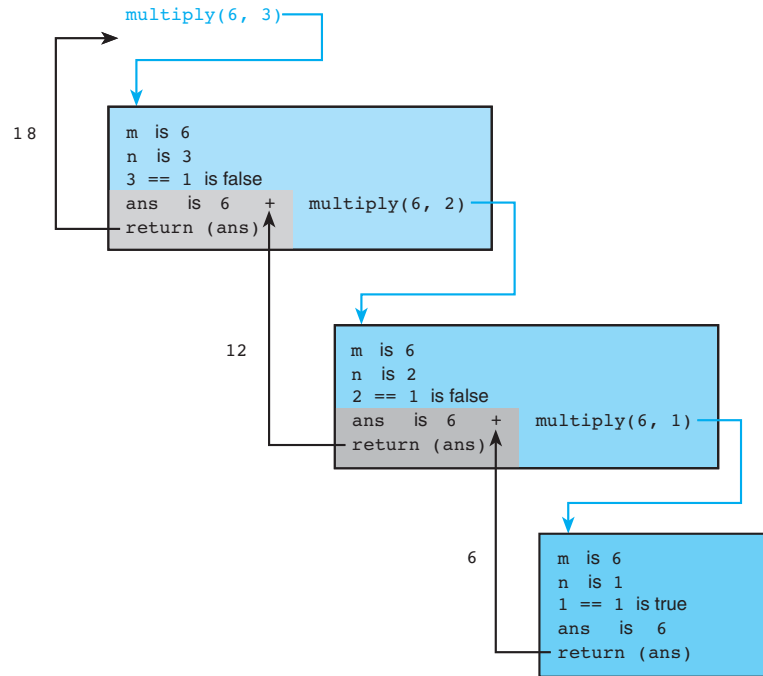 multiply(6, 3)
18
m is 6
n is 3
3 == 1 is false
ans is 6 + multiply(6, 2)
return (ans)
12
m is 6
n is 2
2 == 1 is false
ans is 6 + multiply(6, 1)
return (ans)
6
m is 6
n is 1
1 == 1 is true
ans is 6
return (ans)